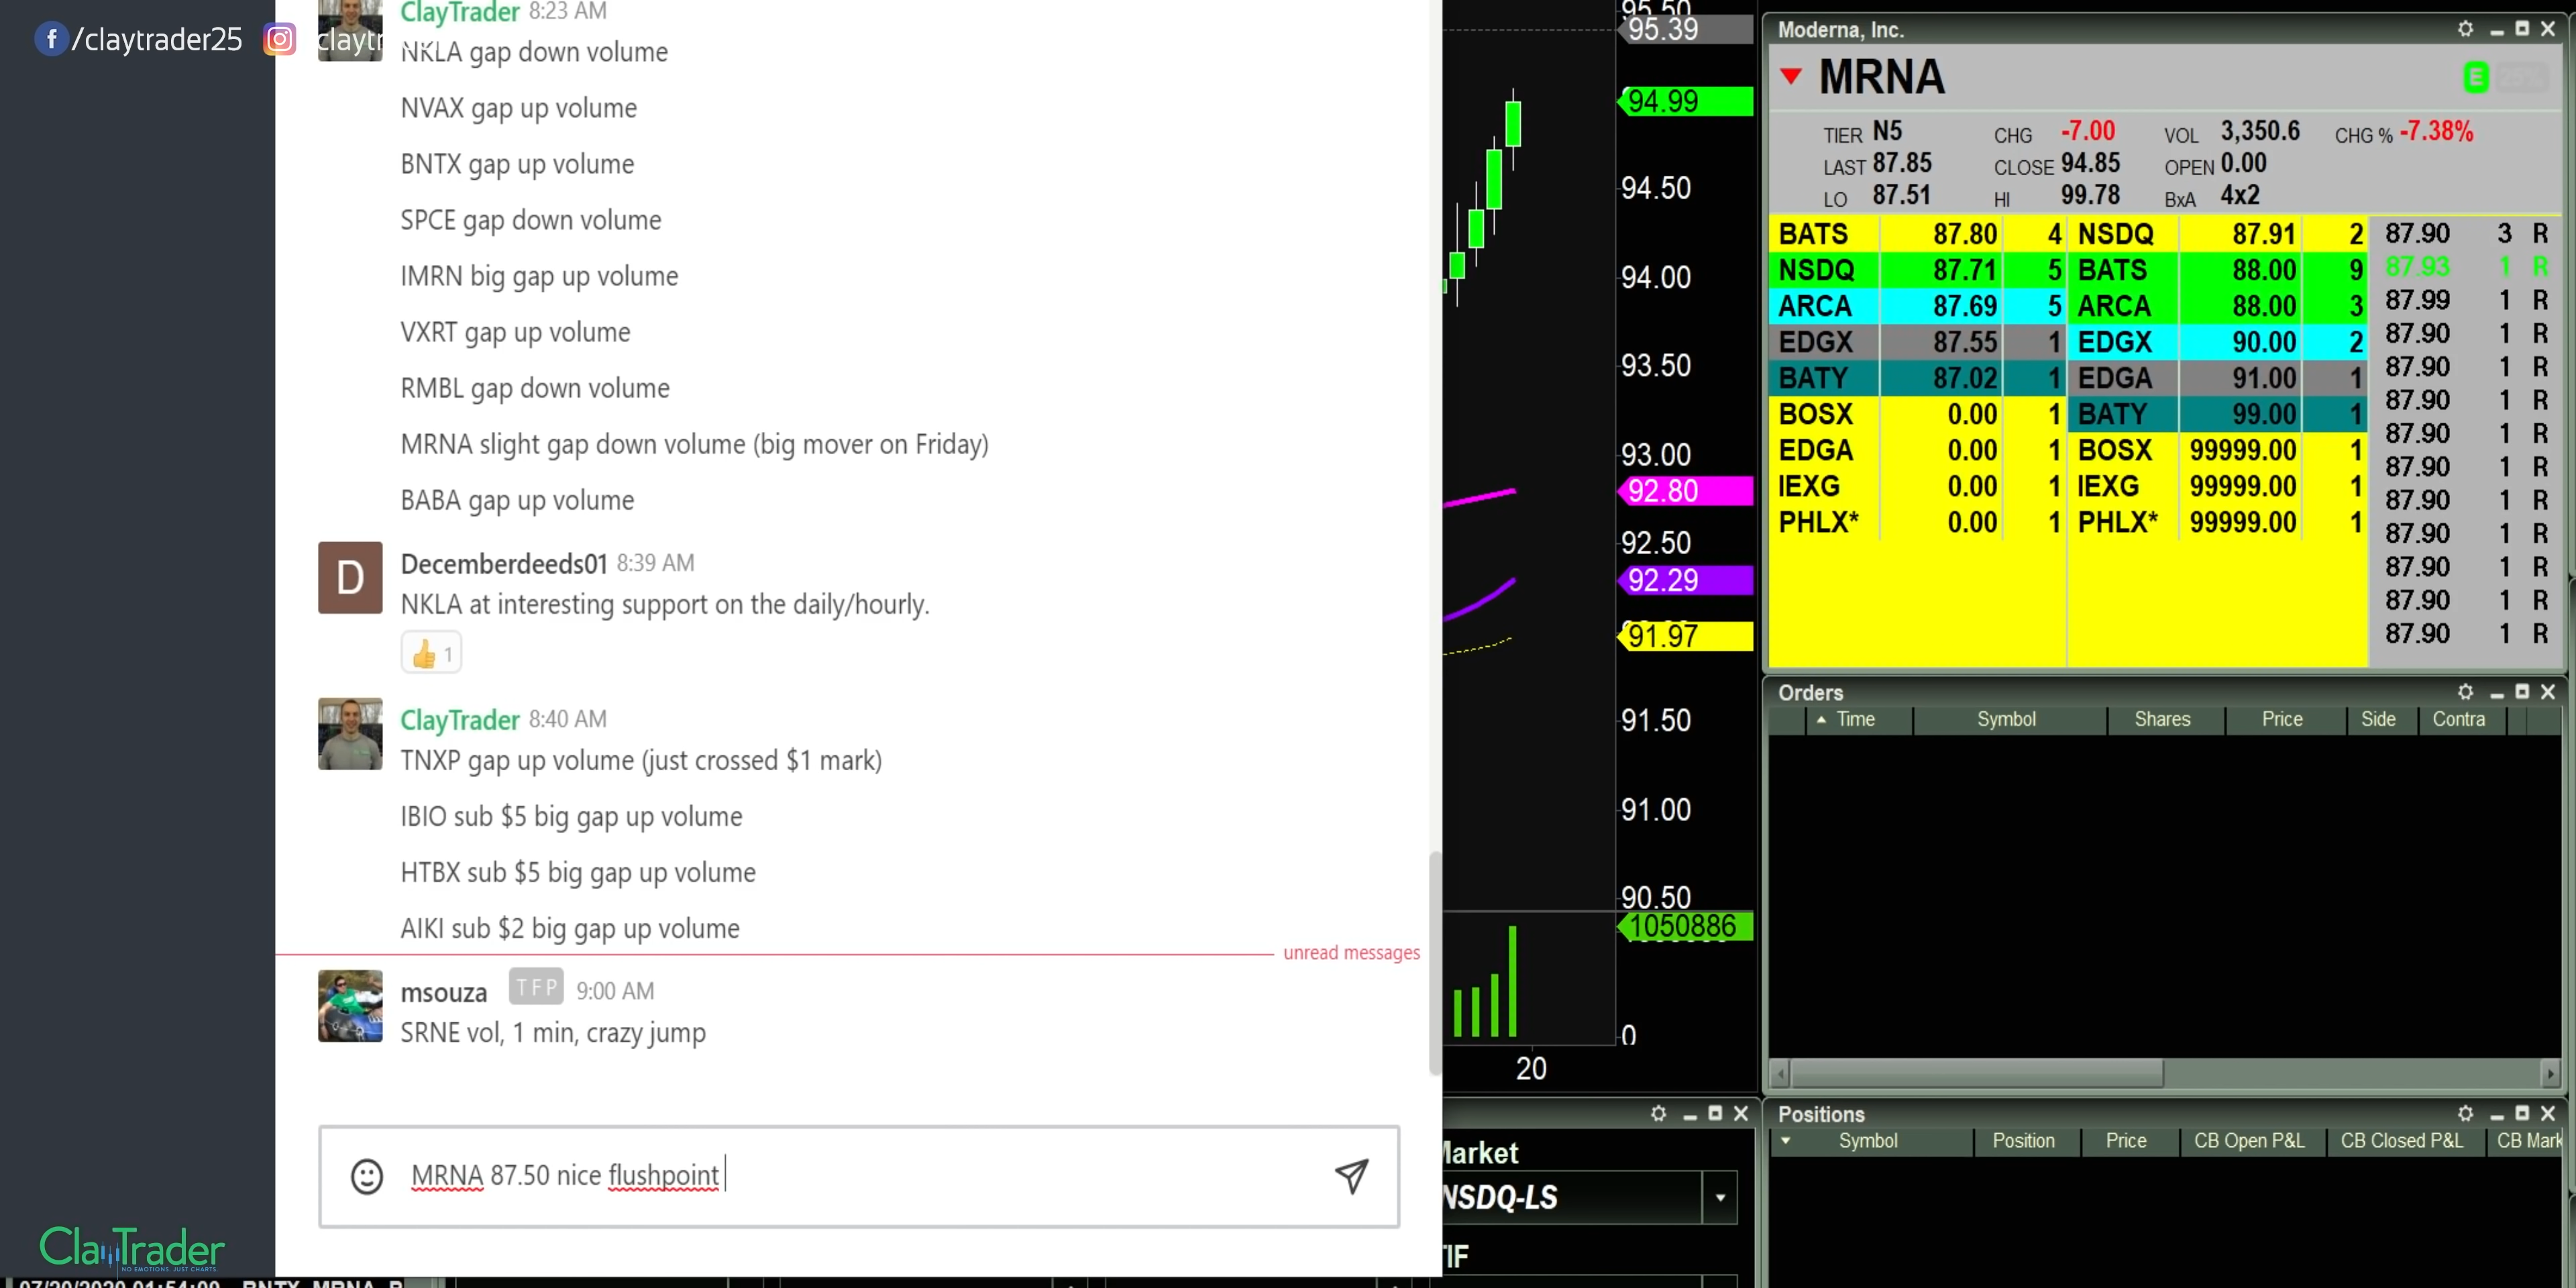 /claytrader25
clayt
ClayTrader 8:23 AM
NKLA gap down volume
NVAX gap up volume
BNTX gap up volume
SPCE gap down volume
IMRN big gap up volume
VXRT gap up volume
RMBL gap down volume
MRNA slight gap down volume (big mover on Friday)
BABA gap up volume
D
Decemberdeeds01 8:39 AM
NKLA at interesting support on the daily/hourly.
👍 1
ClayTrader 8:40 AM
TNXP gap up volume (just crossed $1 mark)
IBIO sub $5 big gap up volume
HTBX sub $5 big gap up volume
AIKI sub $2 big gap up volume
unread messages
msouza TFP 9:00 AM
SRNE vol, 1 min, crazy jump
MRNA 87.50 nice flushpoint
ClayTrader
NO EMOTIONS. JUST CHARTS.
95.50
95.39
94.99
94.50
94.00
93.50
93.00
92.80
92.50
92.29
91.97
91.50
91.00
90.50
1050886
0
20
Moderna, Inc.
MRNA
E
TIER N5 CHG -7.00 VOL 3,350.6 CHG % -7.38%
LAST 87.85 CLOSE 94.85 OPEN 0.00
LO 87.51 HI 99.78 BxA 4x2
BATS 87.80 4 NSDQ 87.91 2
NSDQ 87.71 5 BATS 88.00 9
ARCA 87.69 5 ARCA 88.00 3
EDGX 87.55 1 EDGX 90.00 2
BATY 87.02 1 EDGA 91.00 1
BOSX 0.00 1 BATY 99.00 1
EDGA 0.00 1 BOSX 99999.00 1
IEXG 0.00 1 IEXG 99999.00 1
PHLX* 0.00 1 PHLX* 99999.00 1
87.90 3 R
87.93 1 R
87.99 1 R
87.90 1 R
87.90 1 R
87.90 1 R
87.90 1 R
87.90 1 R
87.90 1 R
87.90 1 R
87.90 1 R
87.90 1 R
87.90 1 R
Orders
Time Symbol Shares Price Side Contra
Positions
Symbol Position Price CB Open P&L CB Closed P&L CB Mark
Market
NSDQ-LS
TIF